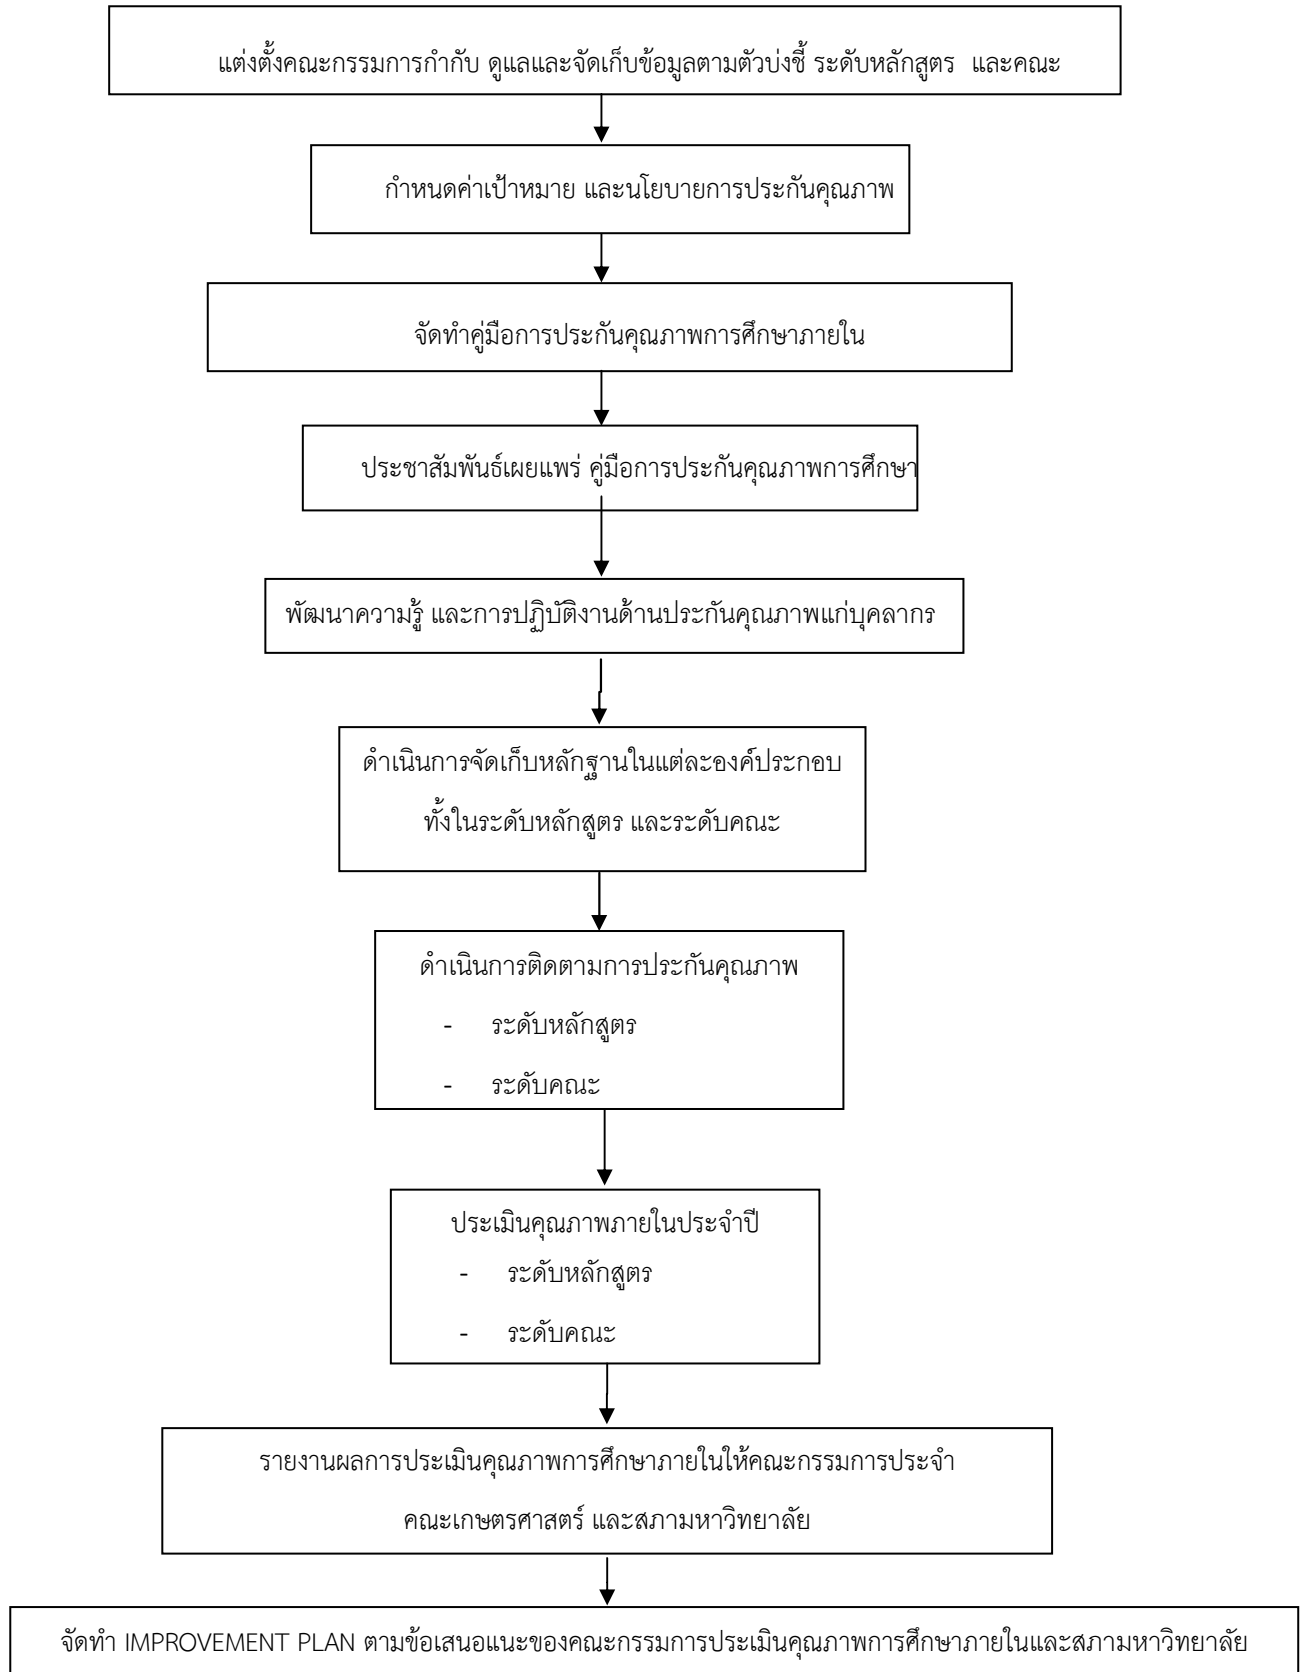 แต่งตั้งคณะกรรมการกำกับ ดูแลและจัดเก็บข้อมูลตามตัวบ่งชี้ ระดับหลักสูตร และคณะ
กำหนดค่าเป้าหมาย และนโยบายการประกันคุณภาพ
จัดทำคู่มือการประกันคุณภาพการศึกษาภายใน
ประชาสัมพันธ์เผยแพร่ คู่มือการประกันคุณภาพการศึกษา
พัฒนาความรู้ และการปฏิบัติงานด้านประกันคุณภาพแก่บุคลากร
ดำเนินการจัดเก็บหลักฐานในแต่ละองค์ประกอบ
ทั้งในระดับหลักสูตร และระดับคณะ
ดำเนินการติดตามการประกันคุณภาพ
- ระดับหลักสูตร
- ระดับคณะ
ประเมินคุณภาพภายในประจำปี
- ระดับหลักสูตร
- ระดับคณะ
รายงานผลการประเมินคุณภาพการศึกษาภายในให้คณะกรรมการประจำ
คณะเกษตรศาสตร์ และสภามหาวิทยาลัย
จัดทำ IMPROVEMENT PLAN ตามข้อเสนอแนะของคณะกรรมการประเมินคุณภาพการศึกษาภายในและสภามหาวิทยาลัย